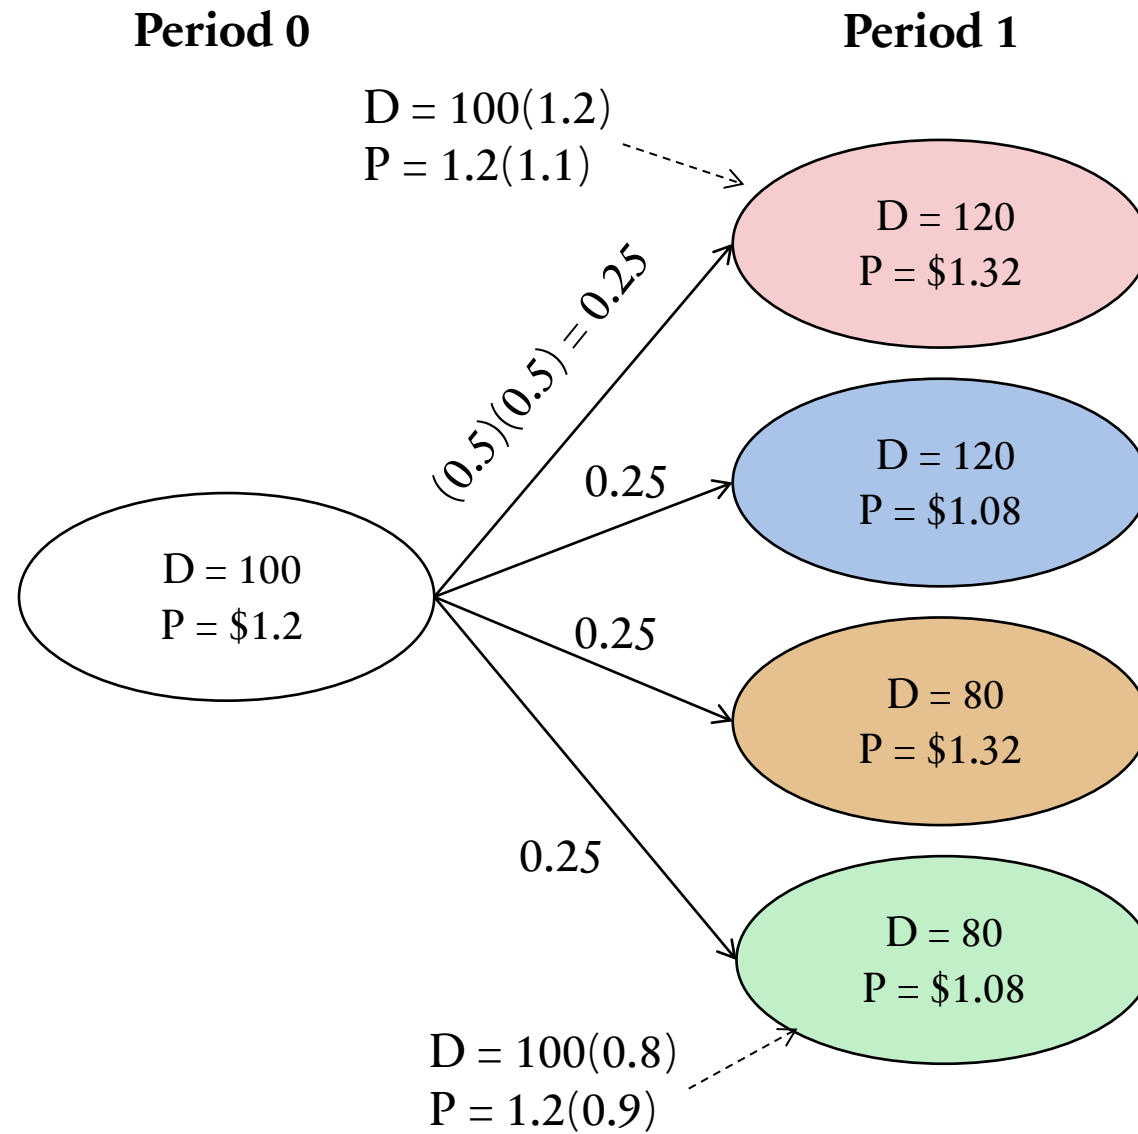 Period 0
Period 1
D = 100(1.2)
P = 1.2(1.1)
D = 120
P = $1.32
(0.5)(0.5) = 0.25
D = 120
P = $1.08
0.25
D = 100
P = $1.2
0.25
D = 80
P = $1.32
0.25
D = 80
P = $1.08
D = 100(0.8)
P = 1.2(0.9)